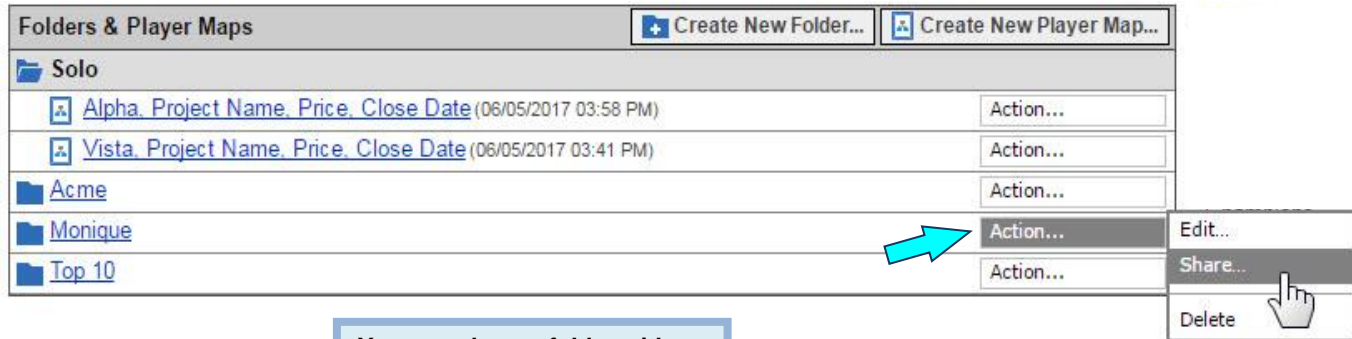 Folders & Player Maps Create New Folder... Create New Player Map...
Solo
Alpha, Project Name, Price, Close Date (06/05/2017 03:58 PM) Action...
Vista, Project Name, Price, Close Date (06/05/2017 03:41 PM) Action...
Acme Action...
Monique Action... Edit...
Top 10 Action... Share...
Delete